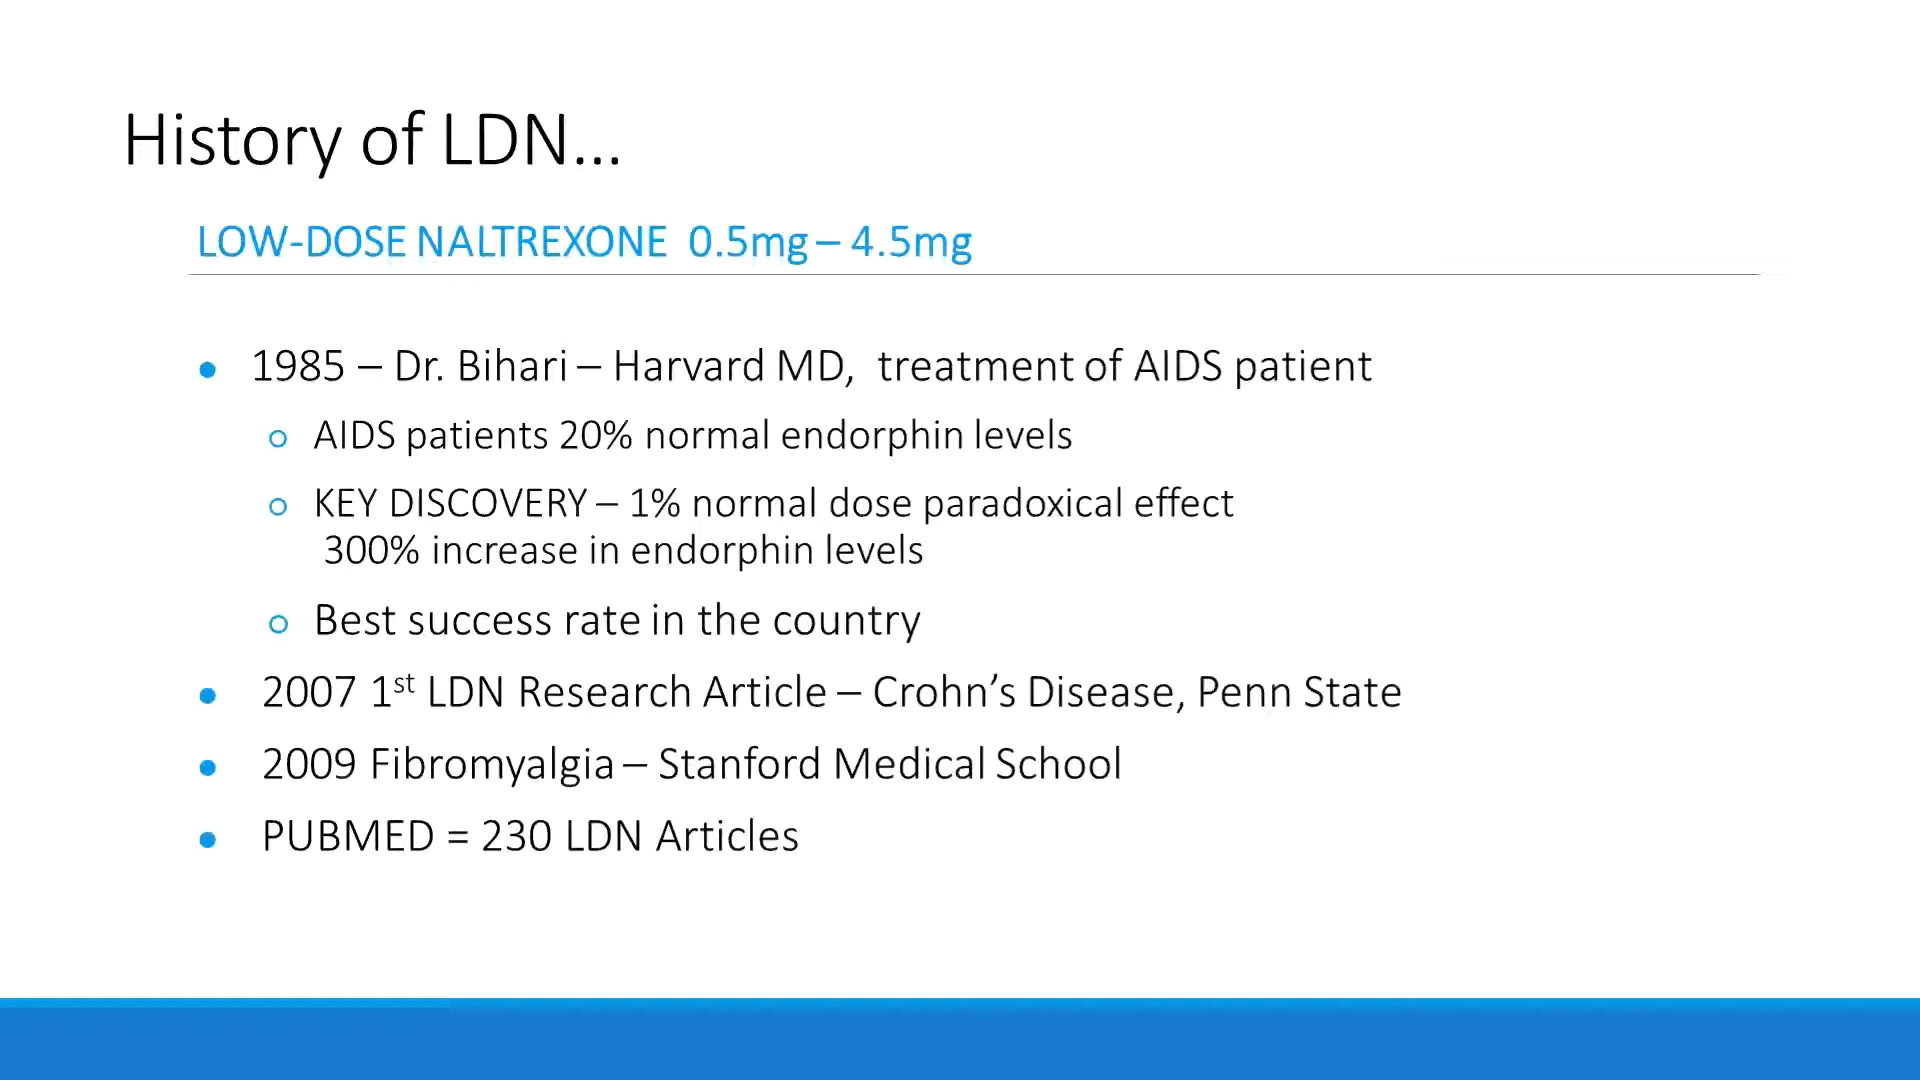 History of LDN...
LOW-DOSE NALTREXONE 0.5mg – 4.5mg
● 1985 – Dr. Bihari – Harvard MD, treatment of AIDS patient
○ AIDS patients 20% normal endorphin levels
○ KEY DISCOVERY – 1% normal dose paradoxical effect
300% increase in endorphin levels
○ Best success rate in the country
● 2007 1st LDN Research Article – Crohn’s Disease, Penn State
● 2009 Fibromyalgia – Stanford Medical School
● PUBMED = 230 LDN Articles